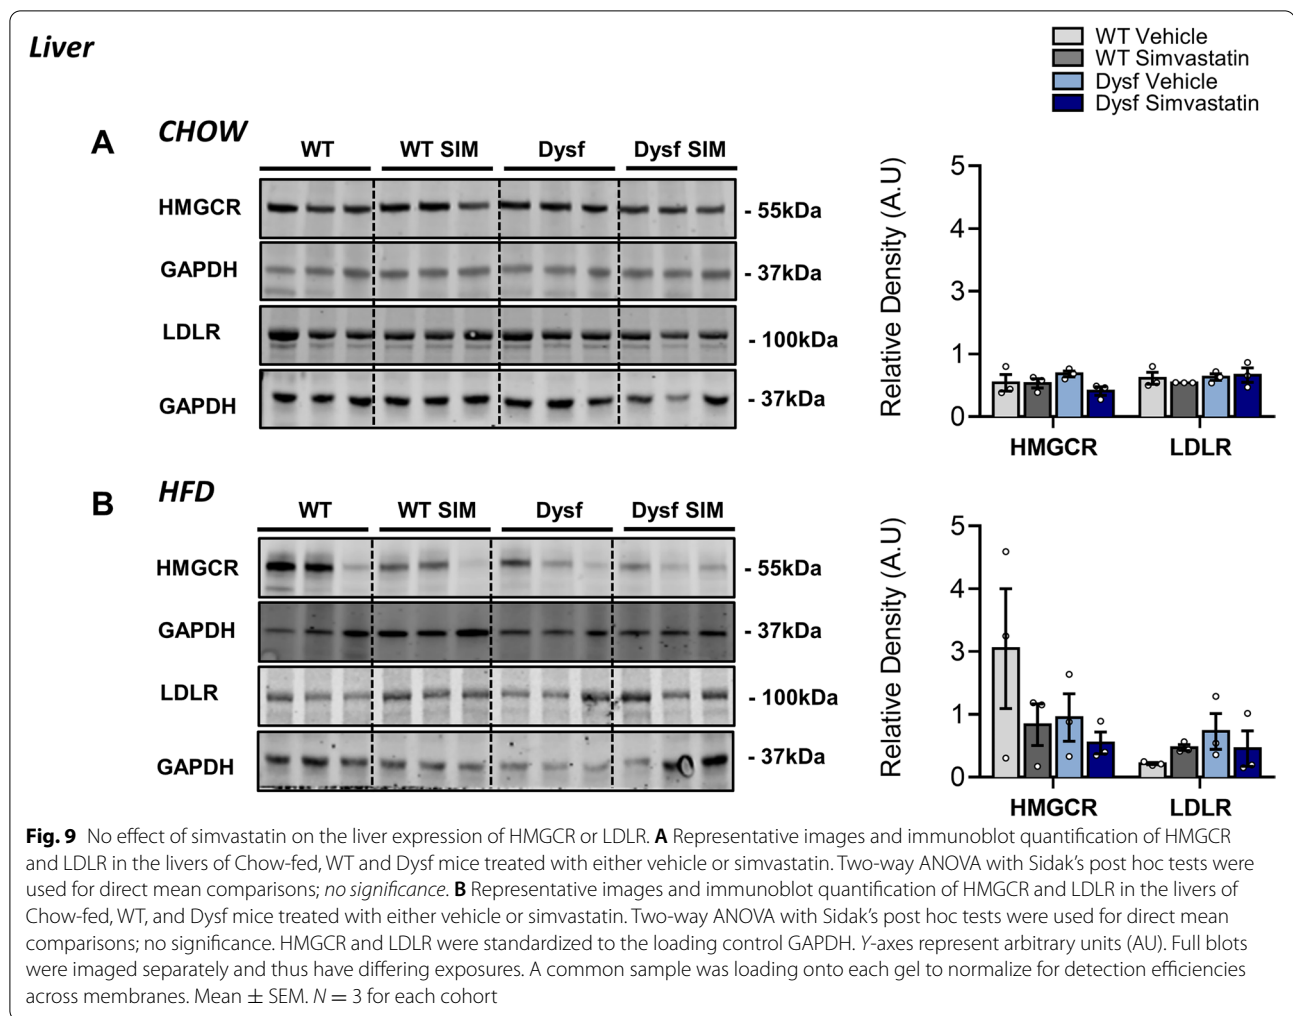 Liver
WT Vehicle
WT Simvastatin
Dysf Vehicle
Dysf Simvastatin
A CHOW
WT WT SIM Dysf Dysf SIM
HMGCR - 55kDa
GAPDH - 37kDa
LDLR - 100kDa
GAPDH - 37kDa
Relative Density (A.U)
5
4
3
1
0
HMGCR LDLR
B HFD
WT WT SIM Dysf Dysf SIM
HMGCR - 55kDa
GAPDH - 37kDa
LDLR - 100kDa
GAPDH - 37kDa
Relative Density (A.U)
5
4
3
1
0
HMGCR LDLR
Fig. 9 No effect of simvastatin on the liver expression of HMGCR or LDLR. A Representative images and immunoblot quantification of HMGCR
and LDLR in the livers of Chow-fed, WT and Dysf mice treated with either vehicle or simvastatin. Two-way ANOVA with Sidak's post hoc tests were
used for direct mean comparisons; no significance. B Representative images and immunoblot quantification of HMGCR and LDLR in the livers of
Chow-fed, WT, and Dysf mice treated with either vehicle or simvastatin. Two-way ANOVA with Sidak's post hoc tests were used for direct mean
comparisons; no significance. HMGCR and LDLR were standardized to the loading control GAPDH. Y-axes represent arbitrary units (AU). Full blots
were imaged separately and thus have differing exposures. A common sample was loading onto each gel to normalize for detection efficiencies
across membranes. Mean ± SEM. N = 3 for each cohort